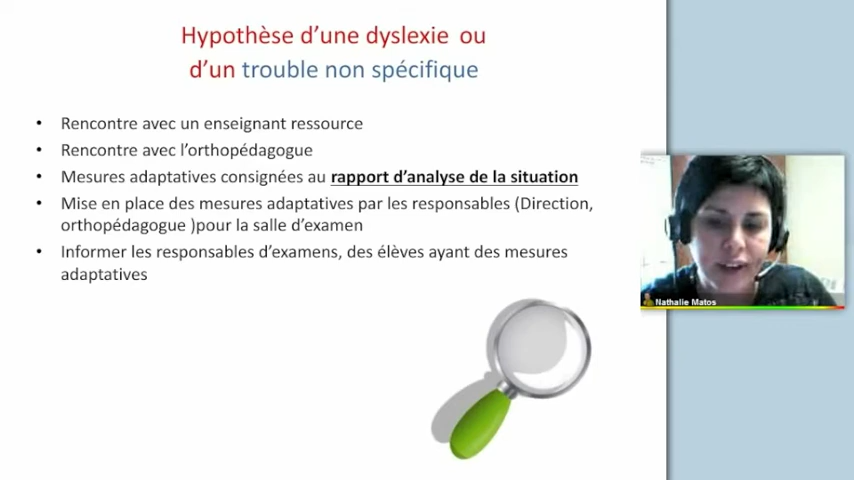 Hypothèse d'une dyslexie ou
d'un trouble non spécifique
• Rencontre avec un enseignant ressource
• Rencontre avec l'orthopédagogue
• Mesures adaptatives consignées au rapport d'analyse de la situation
• Mise en place des mesures adaptatives par les responsables (Direction,
orthopédagogue )pour la salle d'examen
• Informer les responsables d'examens, des élèves ayant des mesures
adaptatives
Nathalie Matos